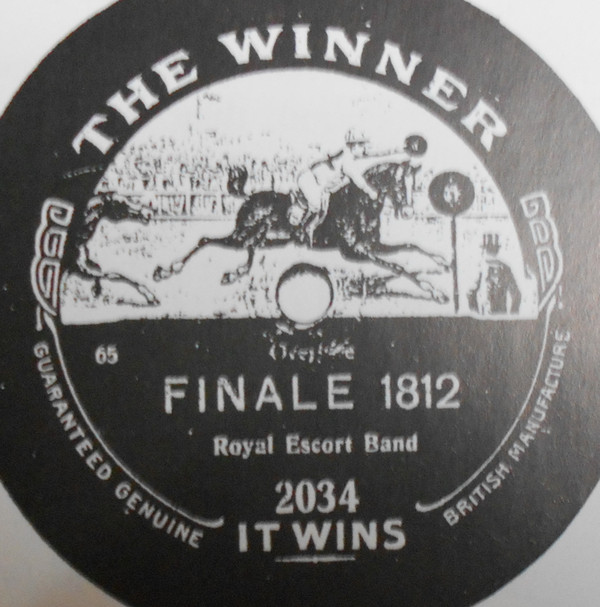 THE WINNER
65
FINALE 1812
Royal Escort Band
2034
IT WINS
GUARANTEED GENUINE
BRITISH MANUFACTURE